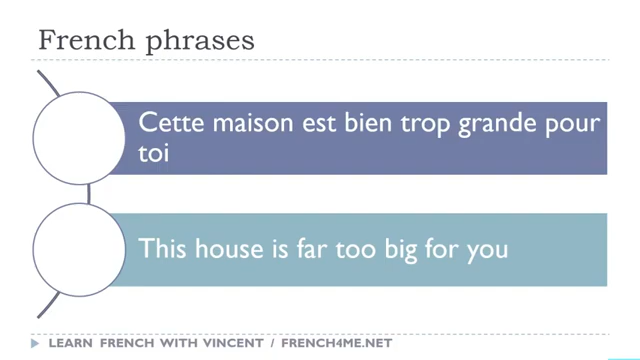 French phrases
Cette maison est bien trop grande pour
toi
This house is far too big for you
LEARN FRENCH WITH VINCENT / FRENCH4ME.NET